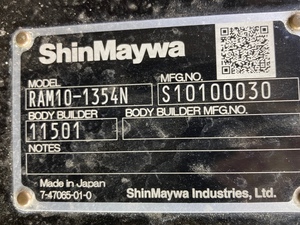 ShinMaywa
MODEL MFG.NO.
RAM10-1354N S10100030
BODY BUILDER BODY BUILDER MFG.NO.
11501
NOTES
Made in Japan
7-47065-01-0 ShinMaywa Industries, Ltd.